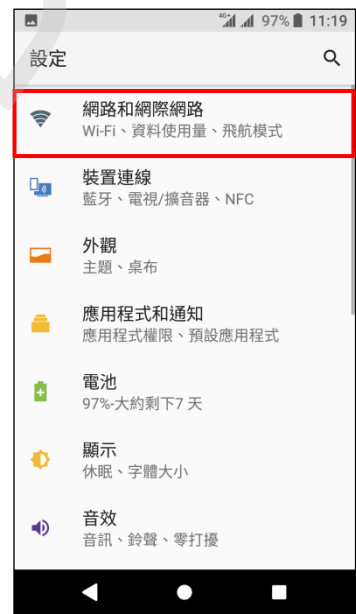 4G 97% 11:19
設定
網路和網際網路
Wi-Fi、資料使用量、飛航模式
裝置連線
藍牙、電視/擴音器、NFC
外觀
主題、桌布
應用程式和通知
應用程式權限、預設應用程式
電池
97%-大約剩下7 天
顯示
休眠、字體大小
音效
音訊、鈴聲、零打擾